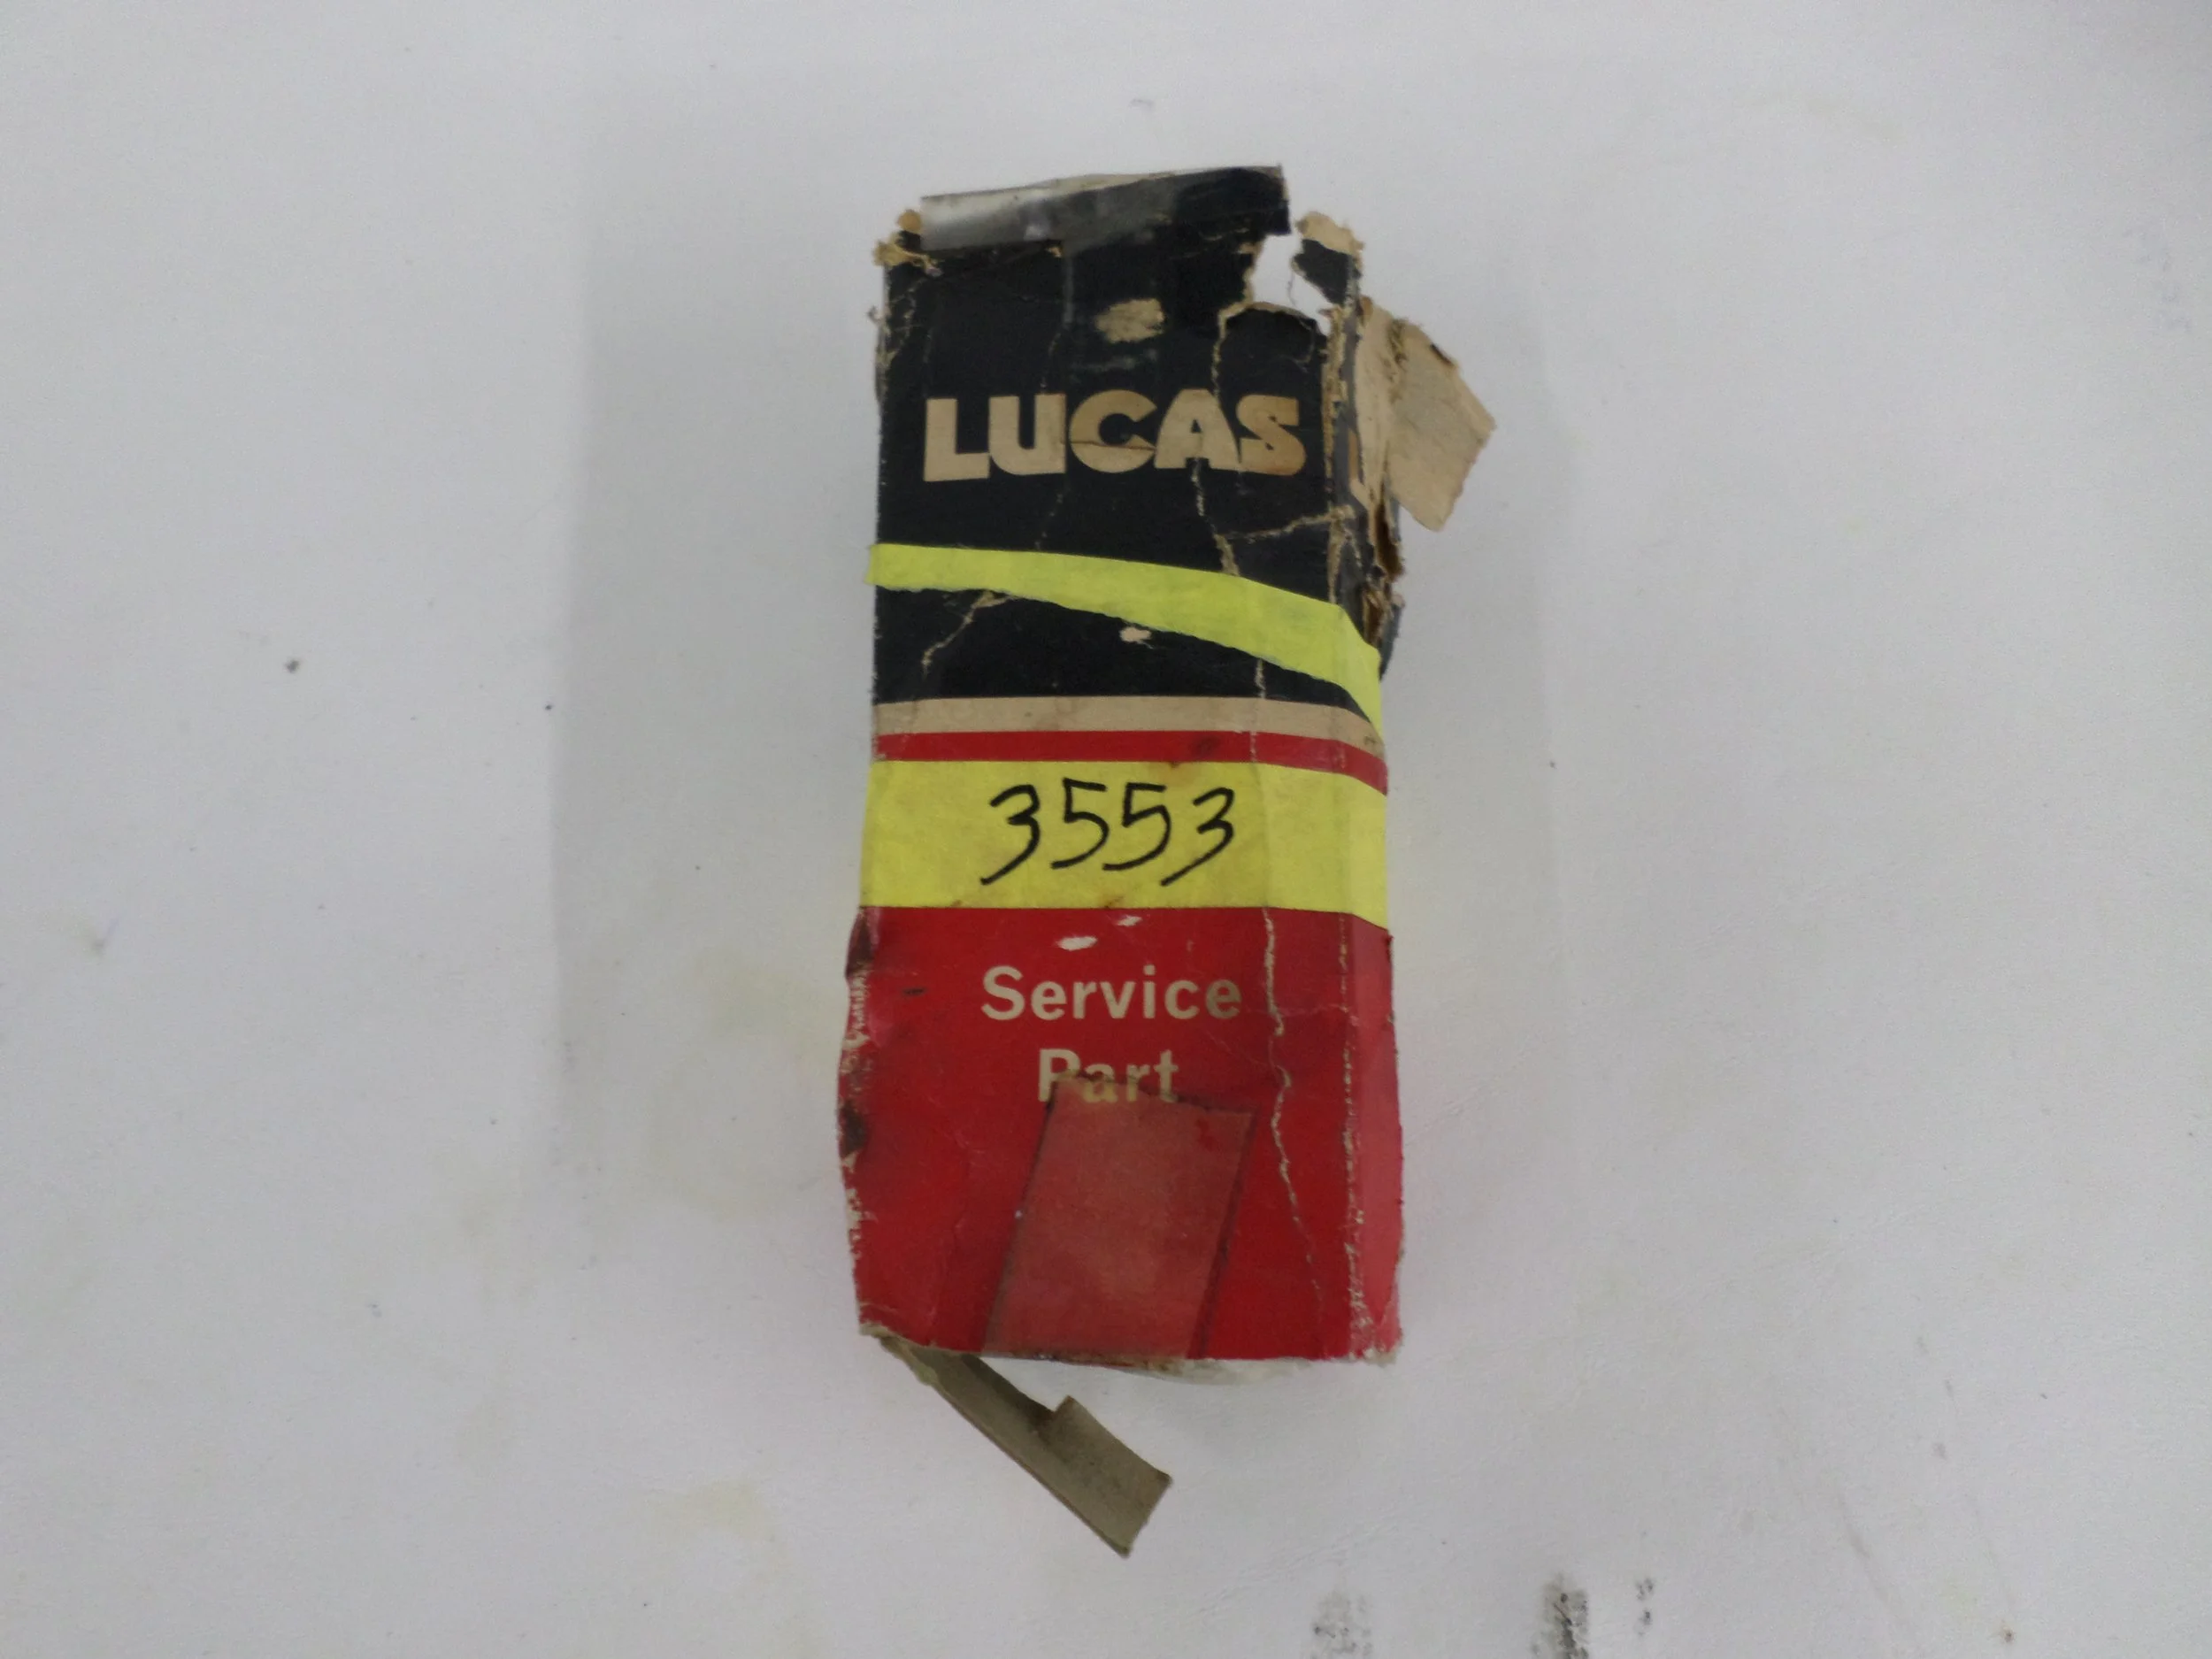 LUCAS
3553
Service
Part